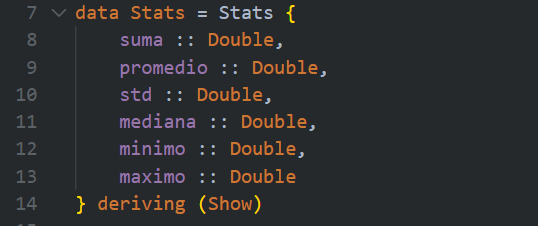 7 data Stats = Stats {
8     suma :: Double,
9     promedio :: Double,
10     std :: Double,
11     mediana :: Double,
12     minimo :: Double,
13     maximo :: Double
14 } deriving (Show)